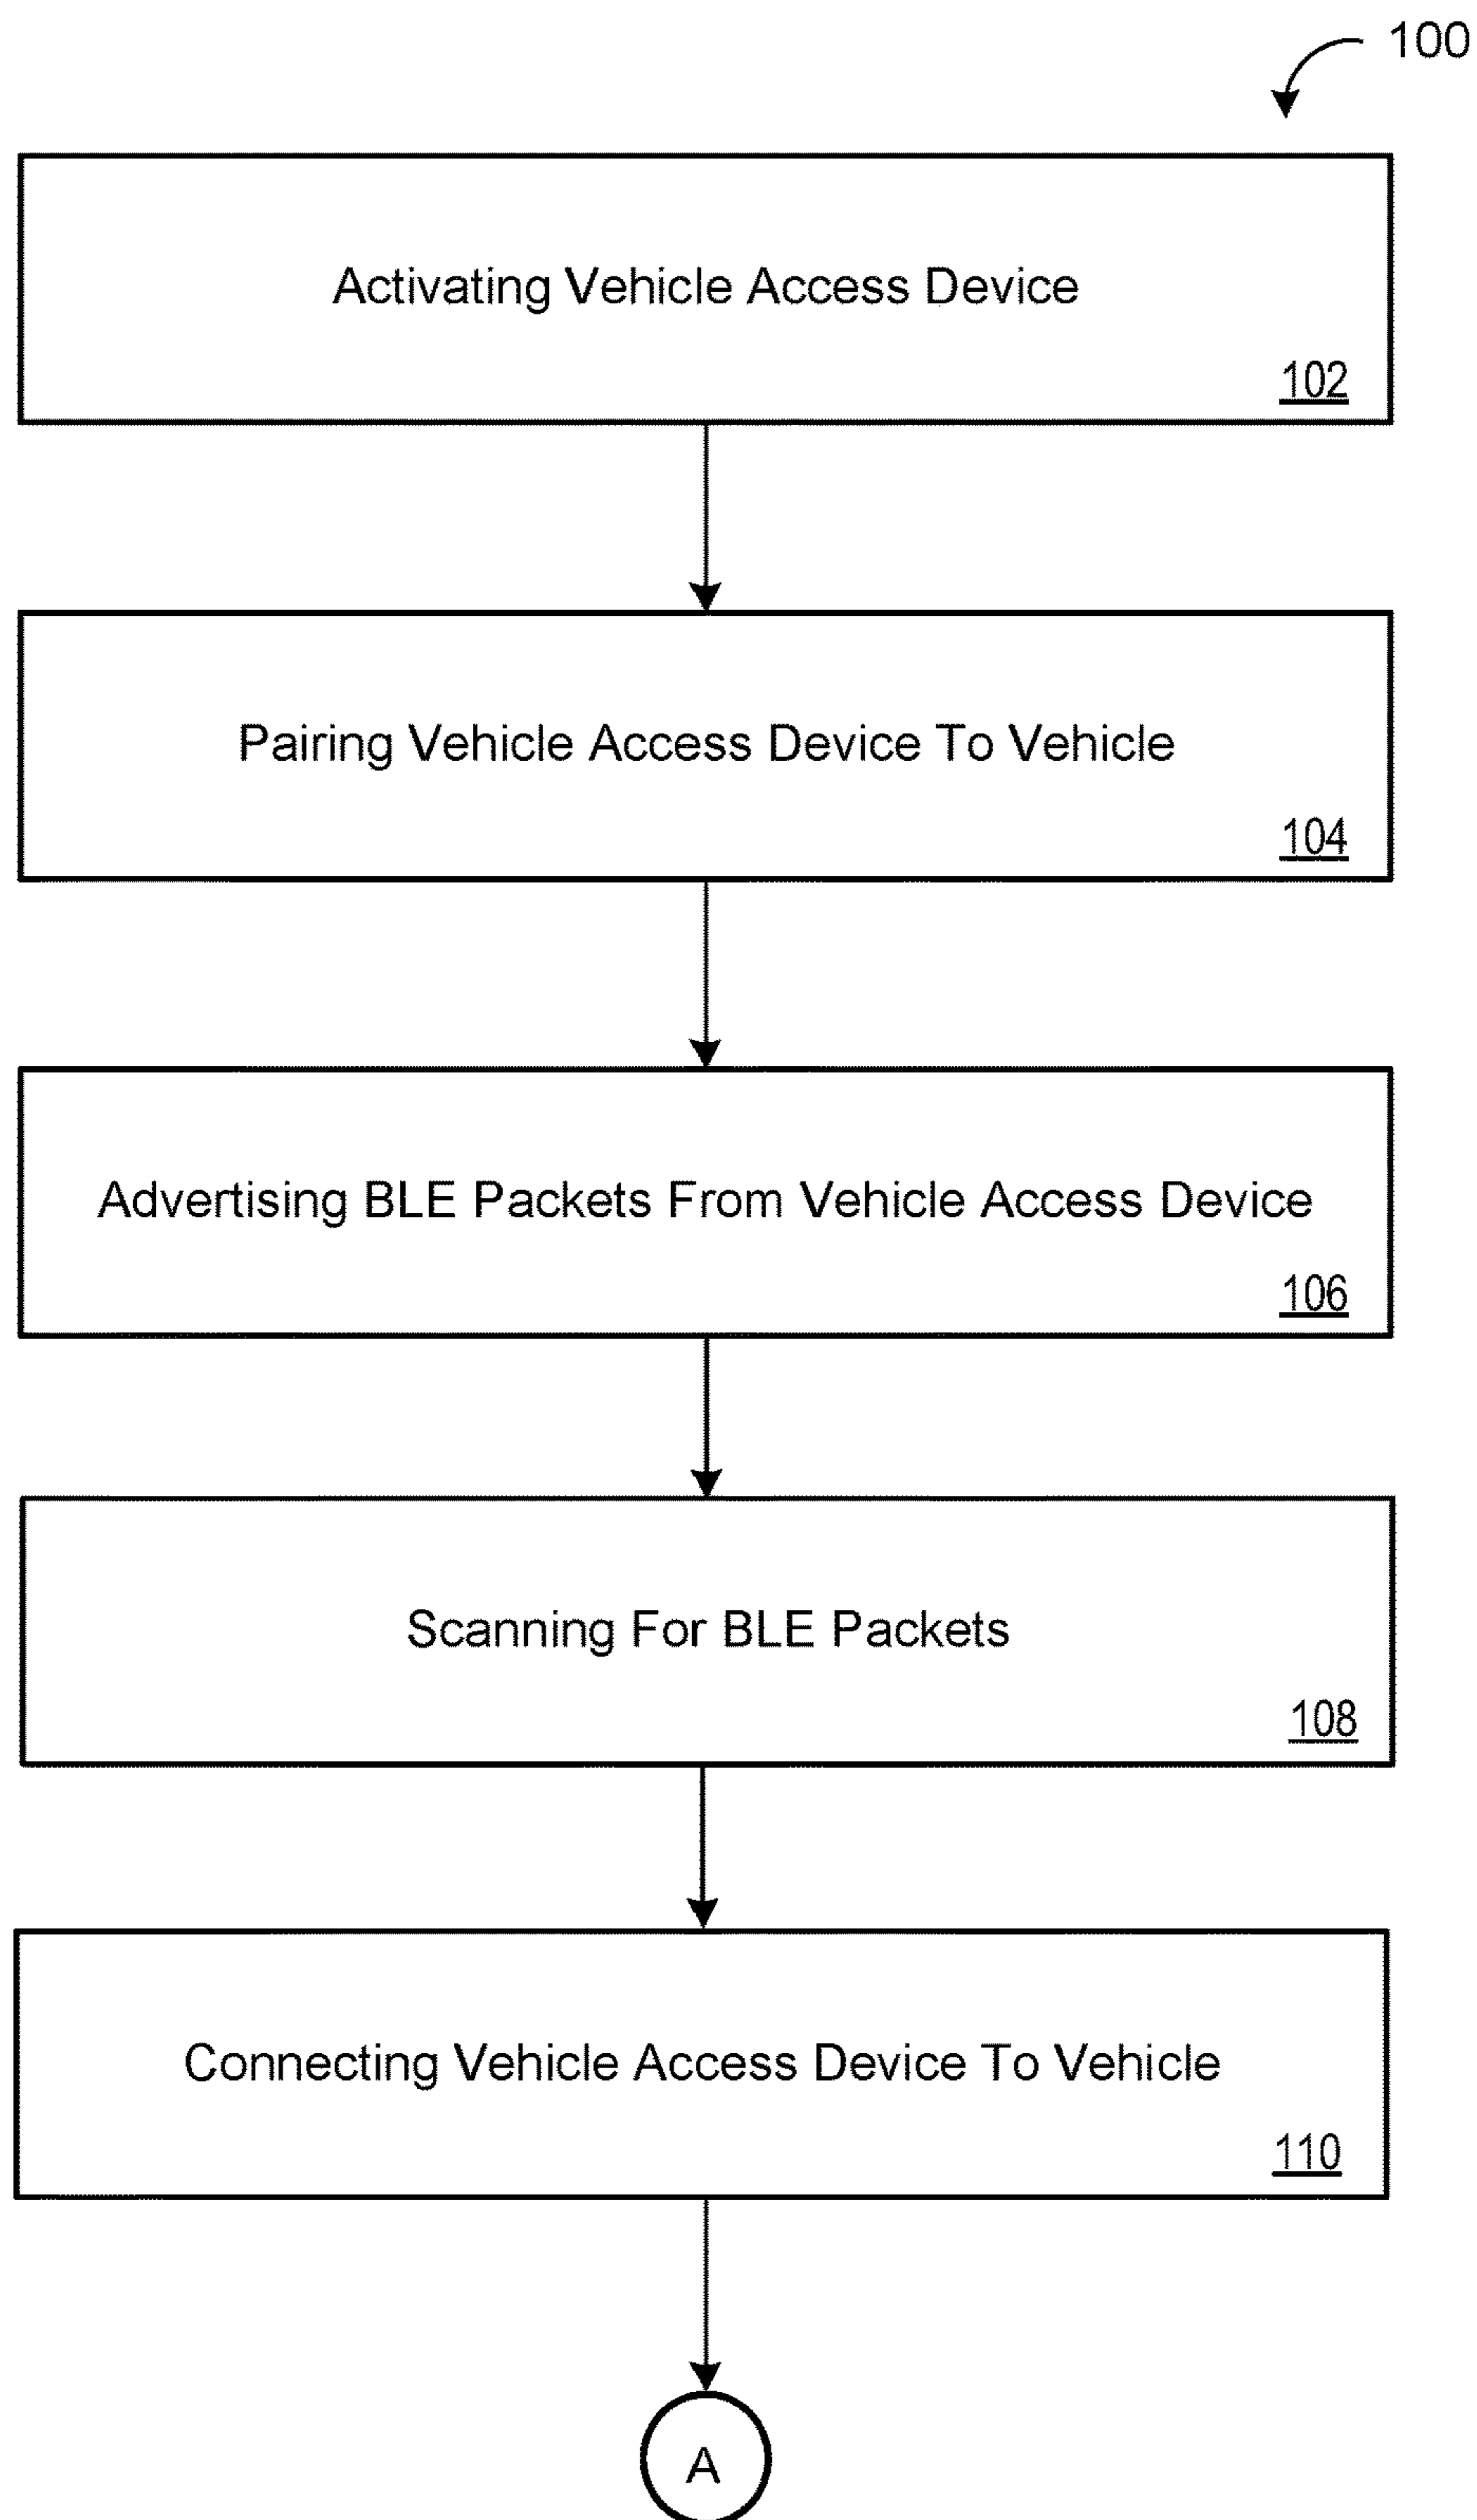 100
Activating Vehicle Access Device
102
Pairing Vehicle Access Device To Vehicle
104
Advertising BLE Packets From Vehicle Access Device
106
Scanning For BLE Packets
108
Connecting Vehicle Access Device To Vehicle
110
A